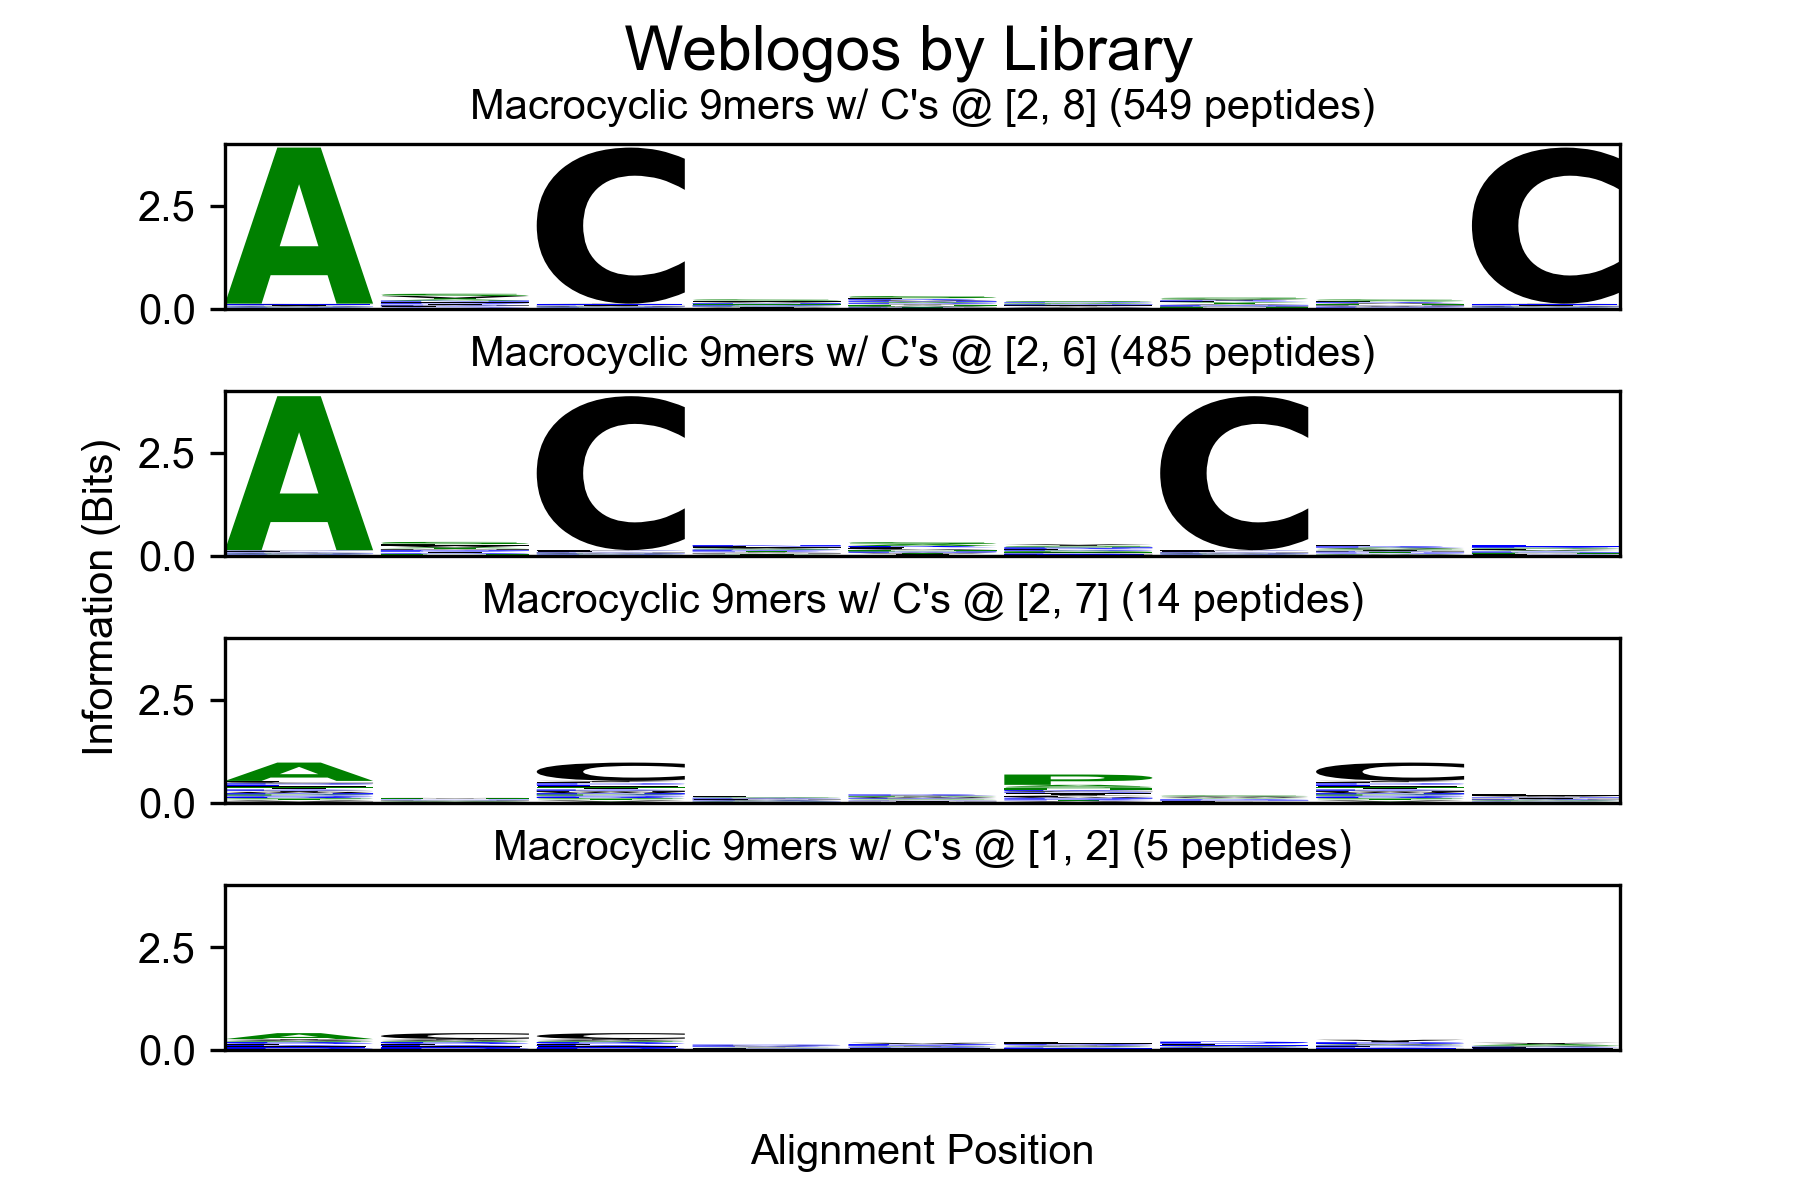 Weblogos by Library
Macrocyclic 9mers w/ C's @ [2, 8] (549 peptides)
2.5
0.0
A C C
Macrocyclic 9mers w/ C's @ [2, 6] (485 peptides)
2.5
0.0
A C C
Information (Bits)
Macrocyclic 9mers w/ C's @ [2, 7] (14 peptides)
2.5
0.0
A C P C
Macrocyclic 9mers w/ C's @ [1, 2] (5 peptides)
2.5
0.0
A C C
Alignment Position